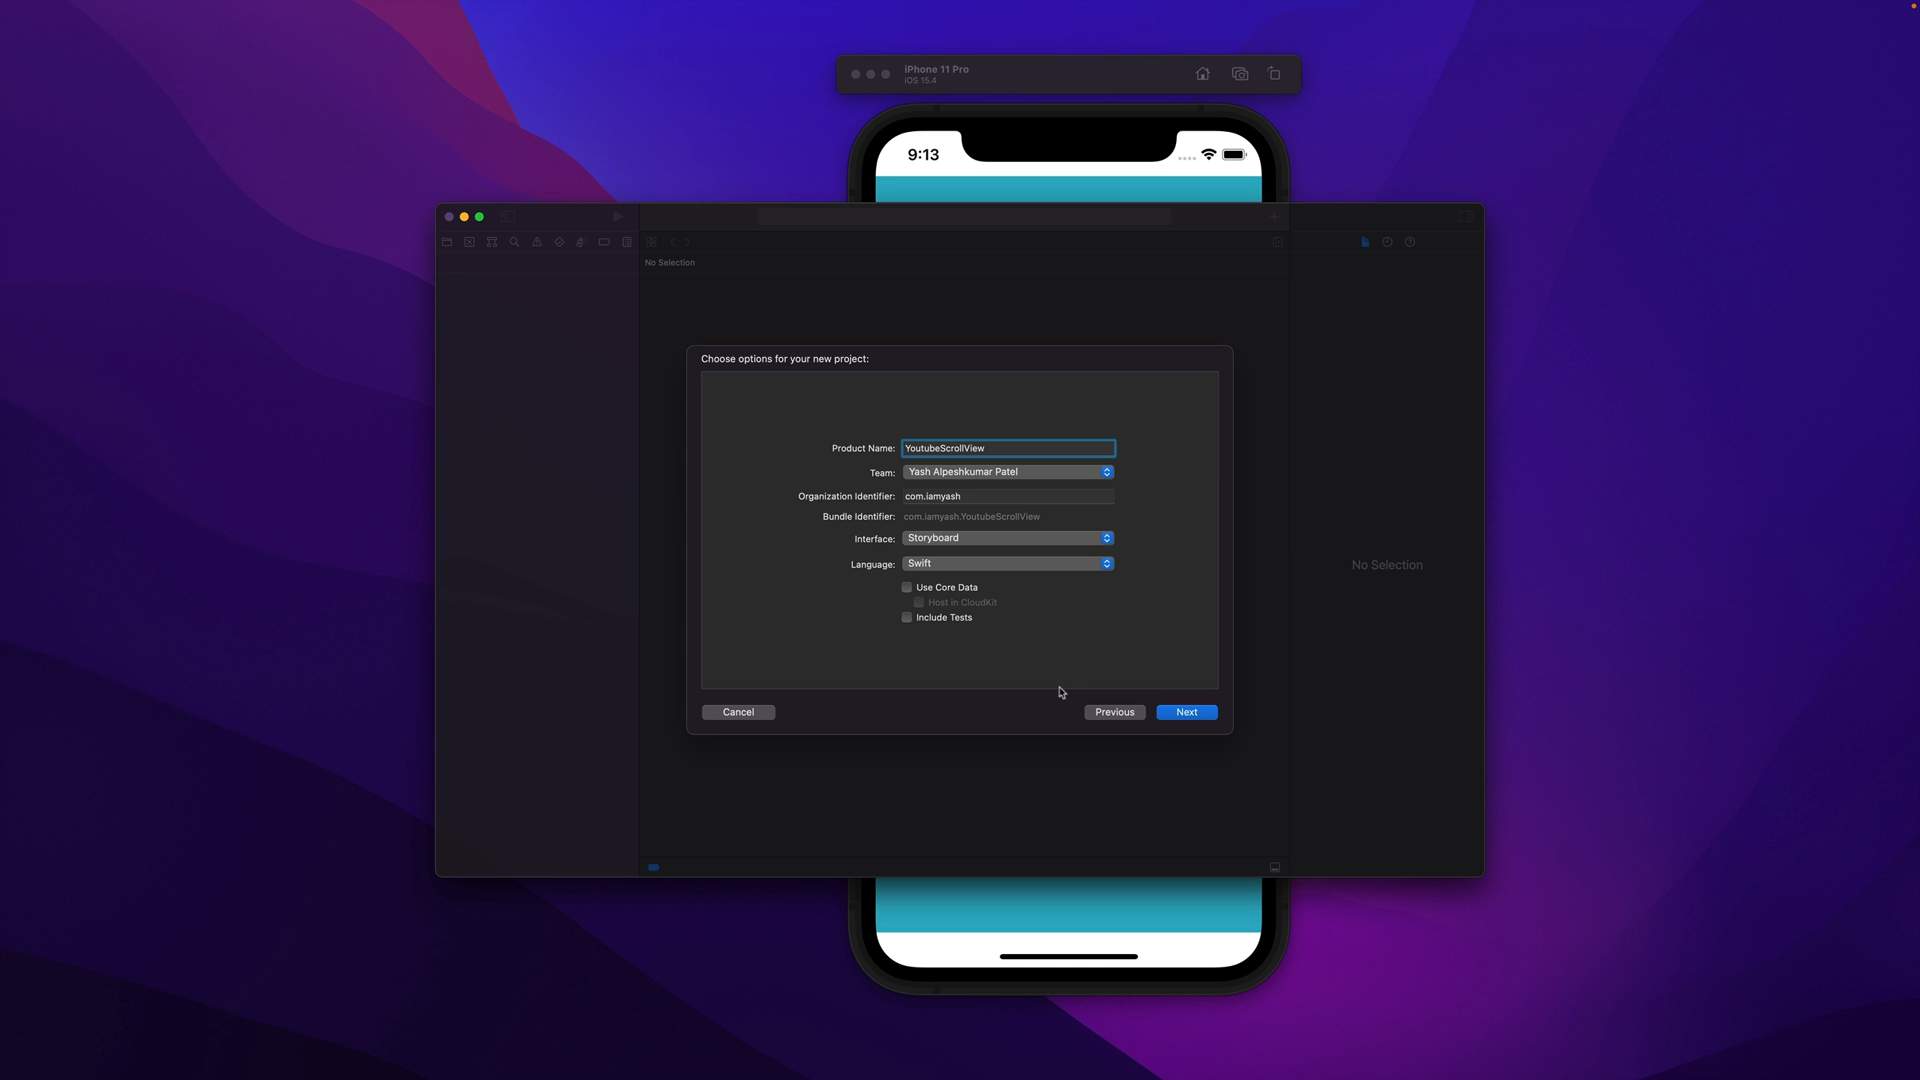 iPhone 11 Pro
iOS 15.4
9:13
No Selection
Choose options for your new project:
Product Name: YoutubeScrollView
Team: Yash Alpeshkumar Patel
Organization Identifier: com.iamyash
Bundle Identifier: com.iamyash.YoutubeScrollView
Interface: Storyboard
Language: Swift
Use Core Data
Host in CloudKit
Include Tests
No Selection
Cancel
Previous
Next